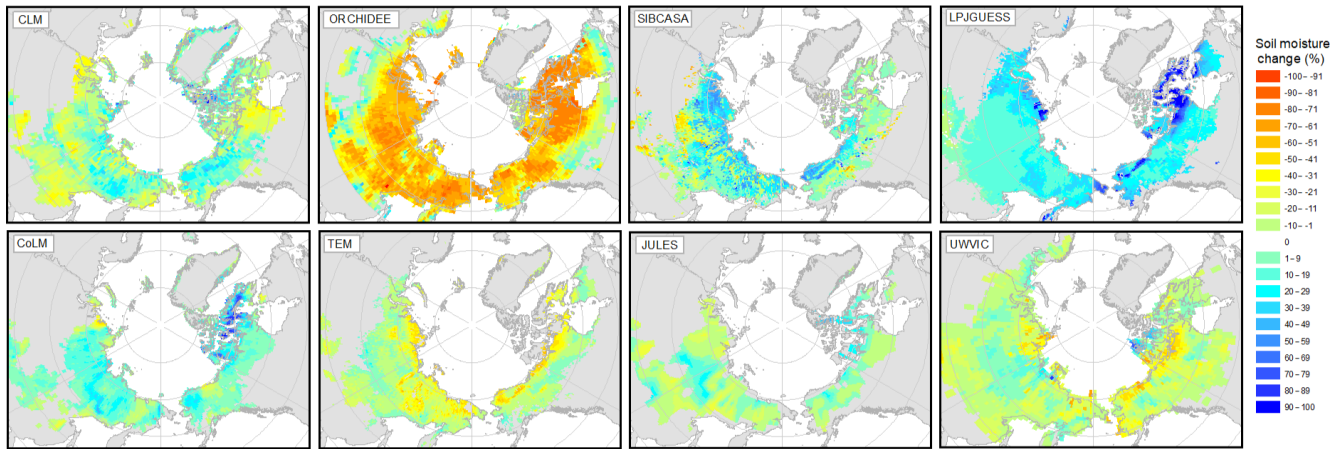 CLM
ORCHIDEE
SIBCASA
LPJGUESS
CoLM
TEM
JULES
UWVIC
Soil moisture
change (%)
-100- -91
-90- -81
-80- -71
-70- -61
-60- -51
-50- -41
-40- -31
-30- -21
-20- -11
-10- -1
0
1-9
10-19
20-29
30-39
40-49
50-59
60-69
70-79
80-89
90-100